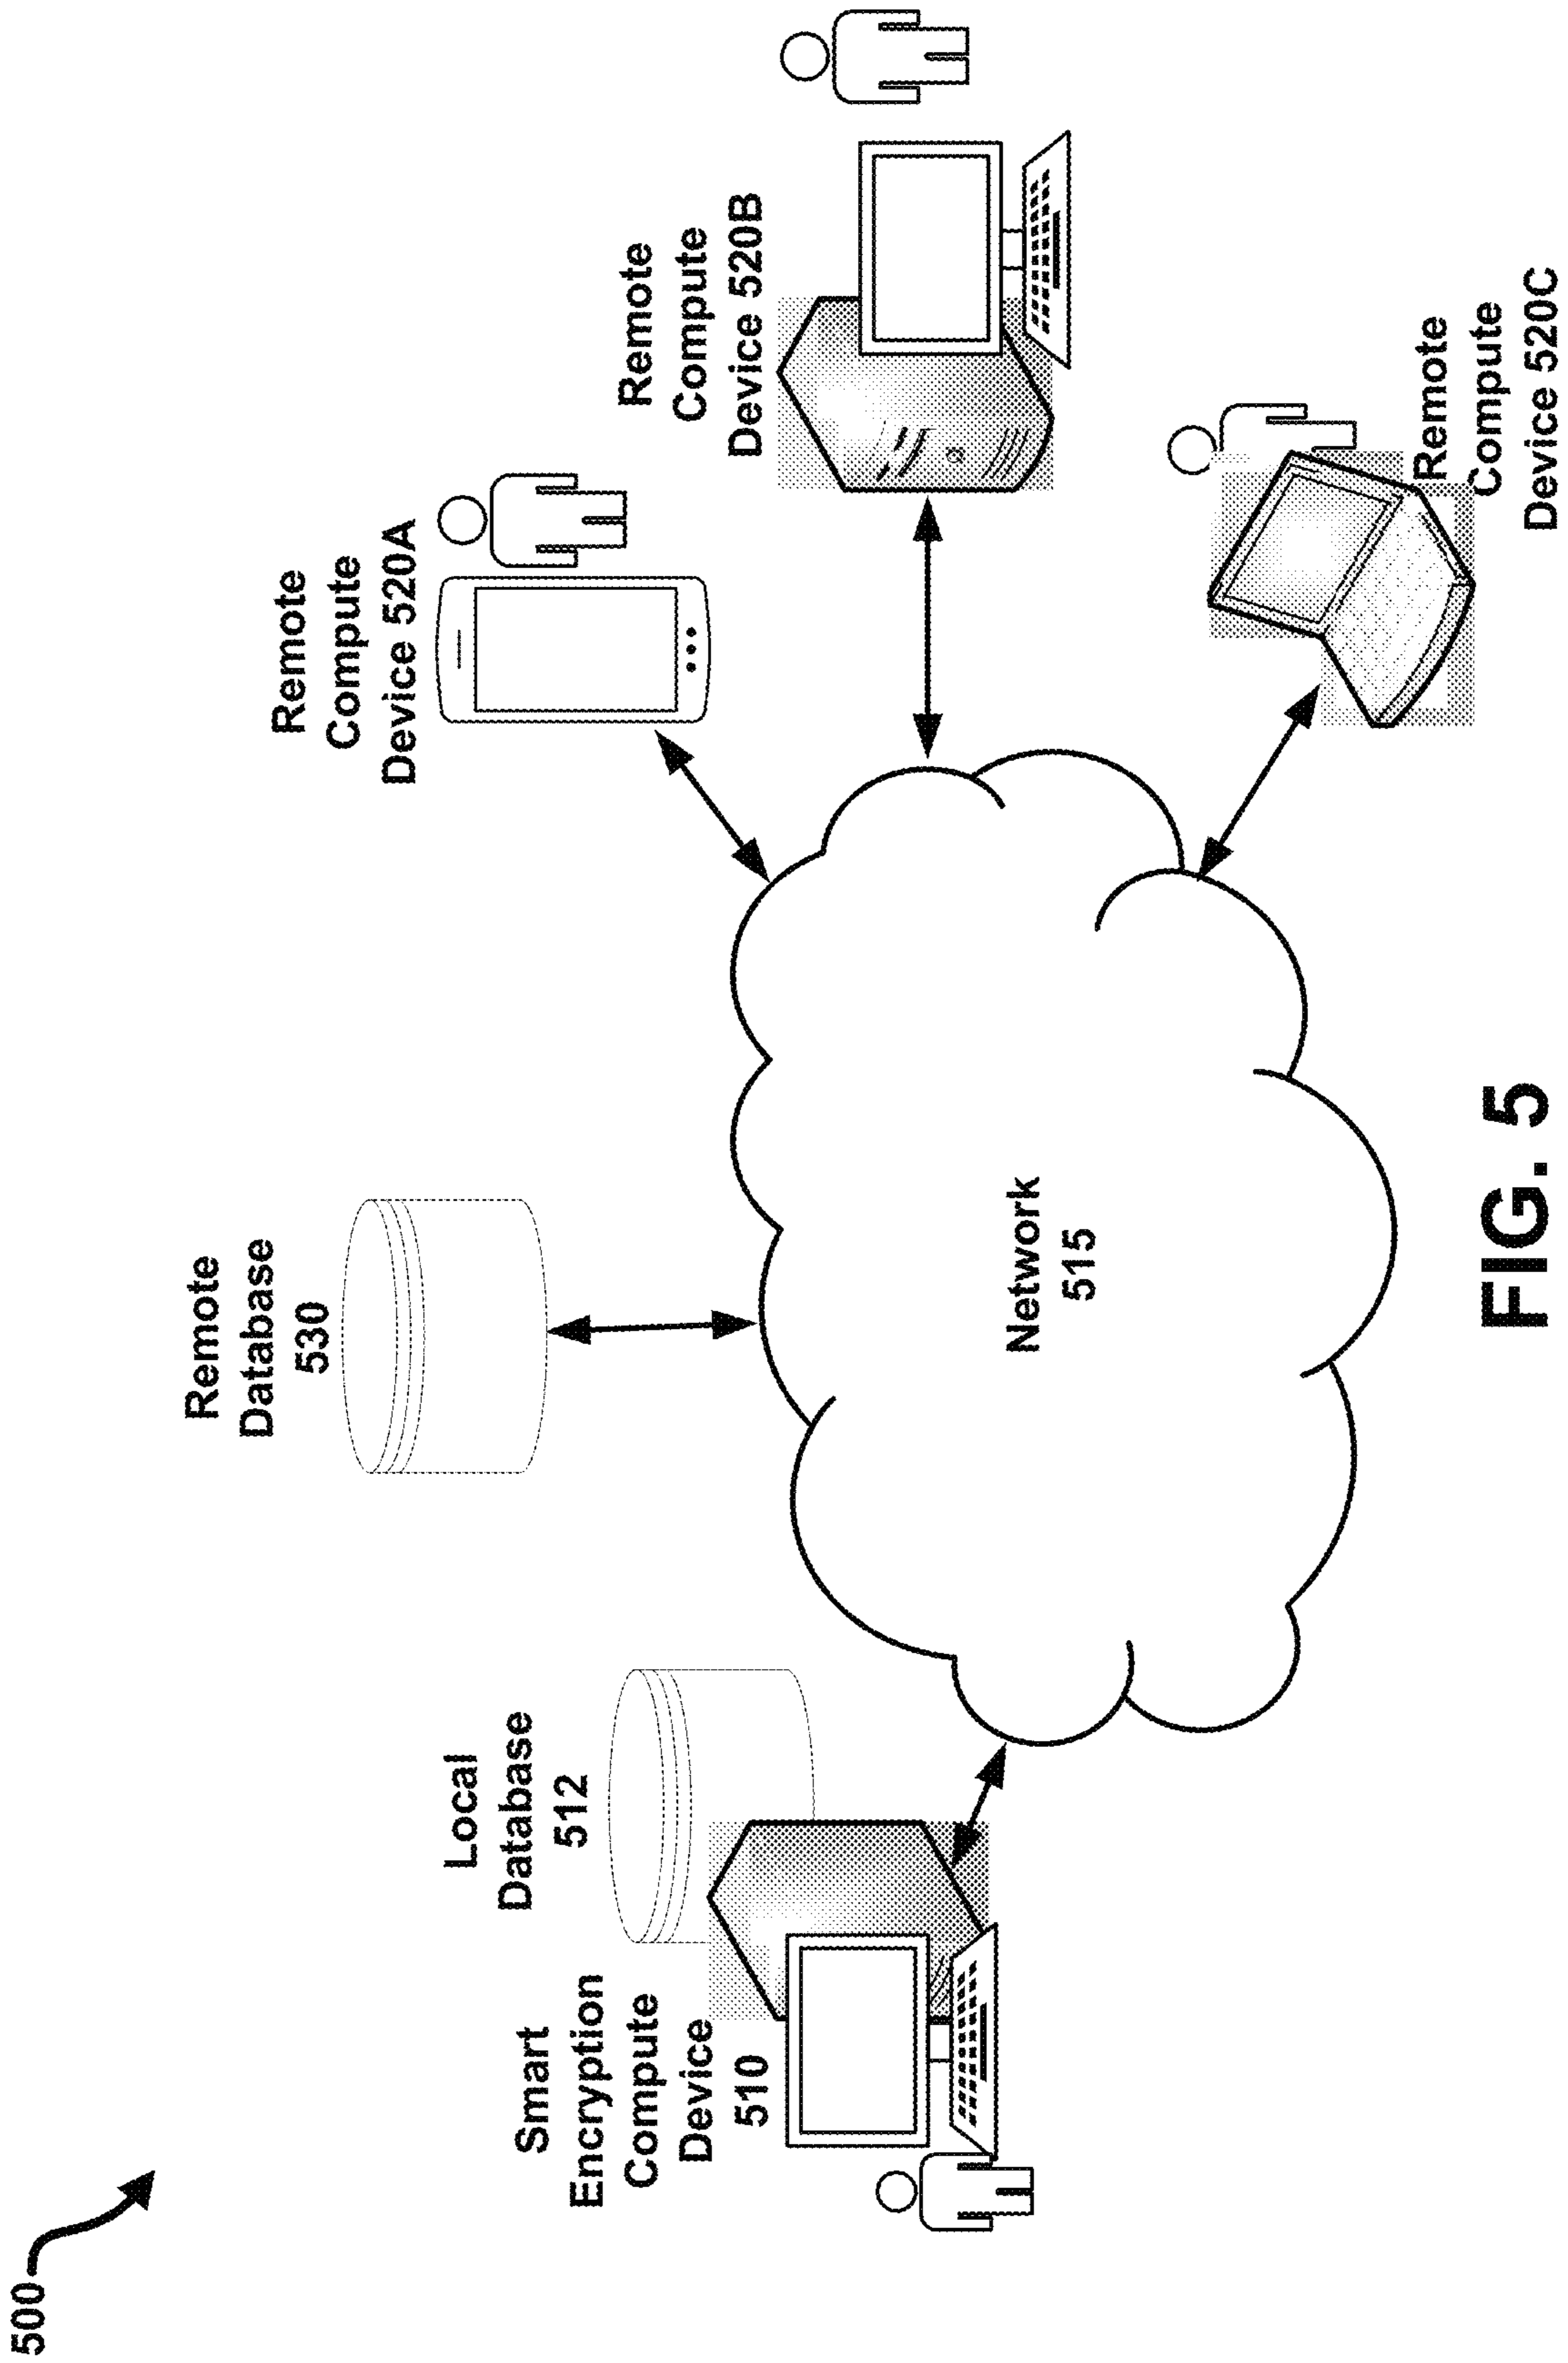 500
Remote
Database
530
Local
Database
512
Smart
Encryption
Compute
Device
510
Network
515
Remote
Compute
Device 520A
Remote
Compute
Device 520B
Remote
Compute
Device 520C
FIG. 5